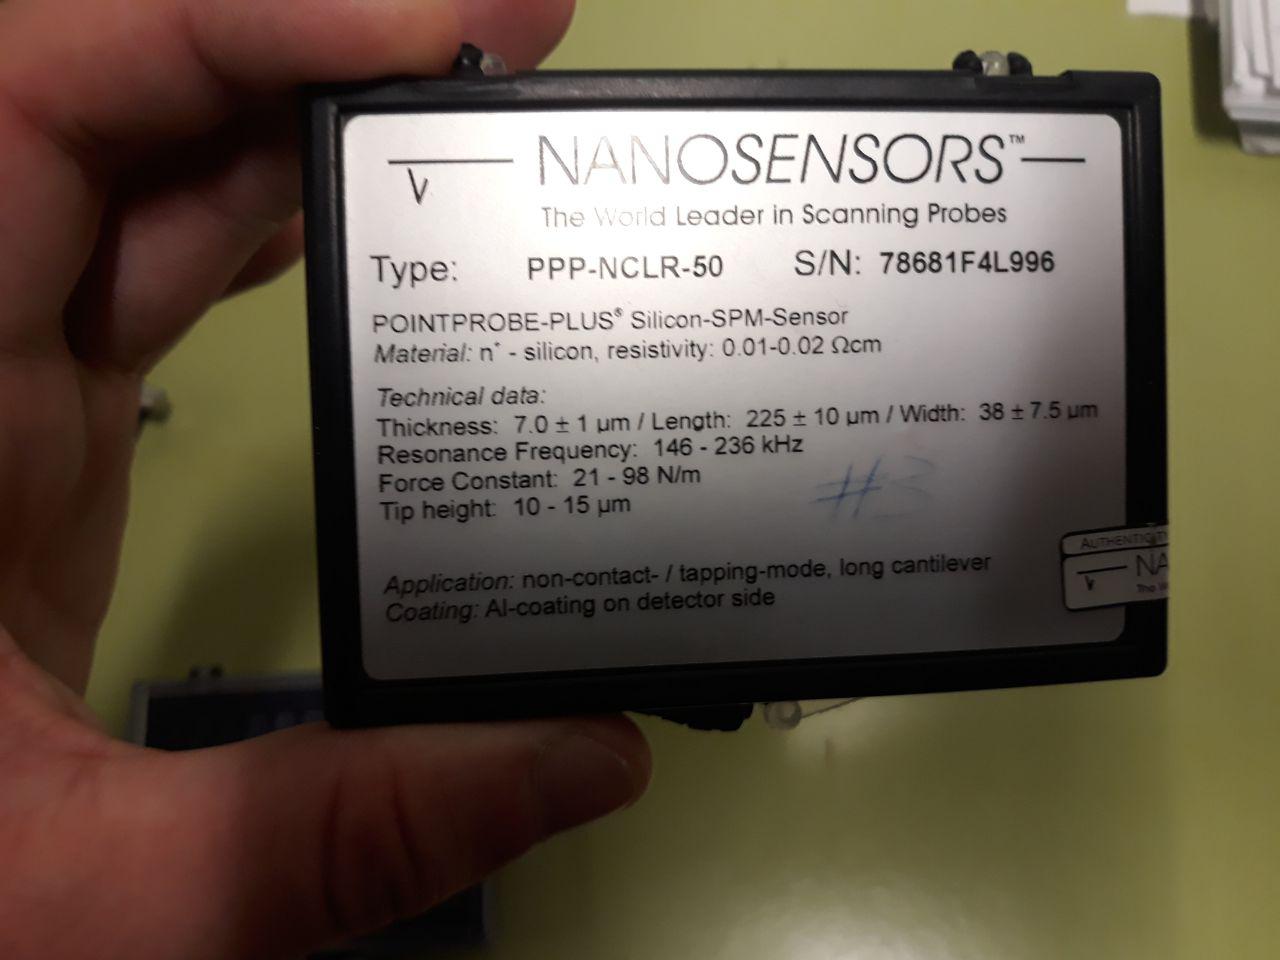 NANOSENSORS™
The World Leader in Scanning Probes
Type: PPP-NCLR-50 S/N: 78681F4L996
POINTPROBE-PLUS® Silicon-SPM-Sensor
Material: n⁺ - silicon, resistivity: 0.01-0.02 Ωcm
Technical data:
Thickness: 7.0 ± 1 µm / Length: 225 ± 10 µm / Width: 38 ± 7.5 µm
Resonance Frequency: 146 - 236 kHz
Force Constant: 21 - 98 N/m
#3
Tip height: 10 - 15 µm
AUTHENTICITY
NA
Application: non-contact- / tapping-mode, long cantilever
The W
Coating: Al-coating on detector side